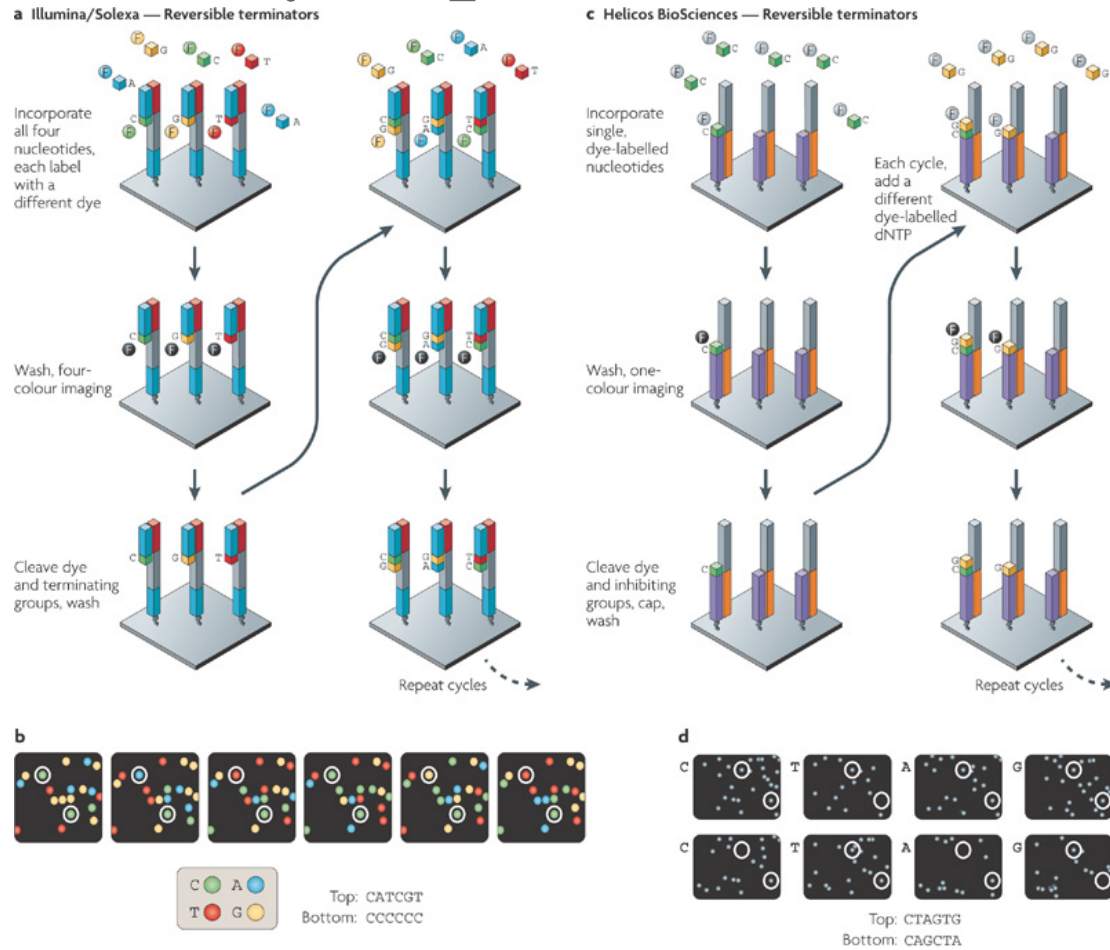 a Illumina/Solexa — Reversible terminators
F G
F C
F T
F A
F A
C G T
F F F
Incorporate
all four
nucleotides,
each label
with a
different dye
F G
F C
F A
F T
C G T
G A C
F F F
Wash, four-
colour imaging
C G T
F F F
C G T
G A C
F F F
Cleave dye
and terminating
groups, wash
C G T
C G T
G A C
Repeat cycles
c Helicos BioSciences — Reversible terminators
F C
F C
F C
F C
F C
F
C
Incorporate
single,
dye-labelled
nucleotides
F G
F G
F G
F G
F F
G G
C
Each cycle,
add a
different
dye-labelled
dNTP
Wash, one-
colour imaging
F
C
F F
G G
C
Cleave dye
and inhibiting
groups, cap,
wash
C
G G
C
Repeat cycles
b
C A
T G
Top: CATCGT
Bottom: CCCCCC
d
C T A G
C T A G
Top: CTAGTG
Bottom: CAGCTA